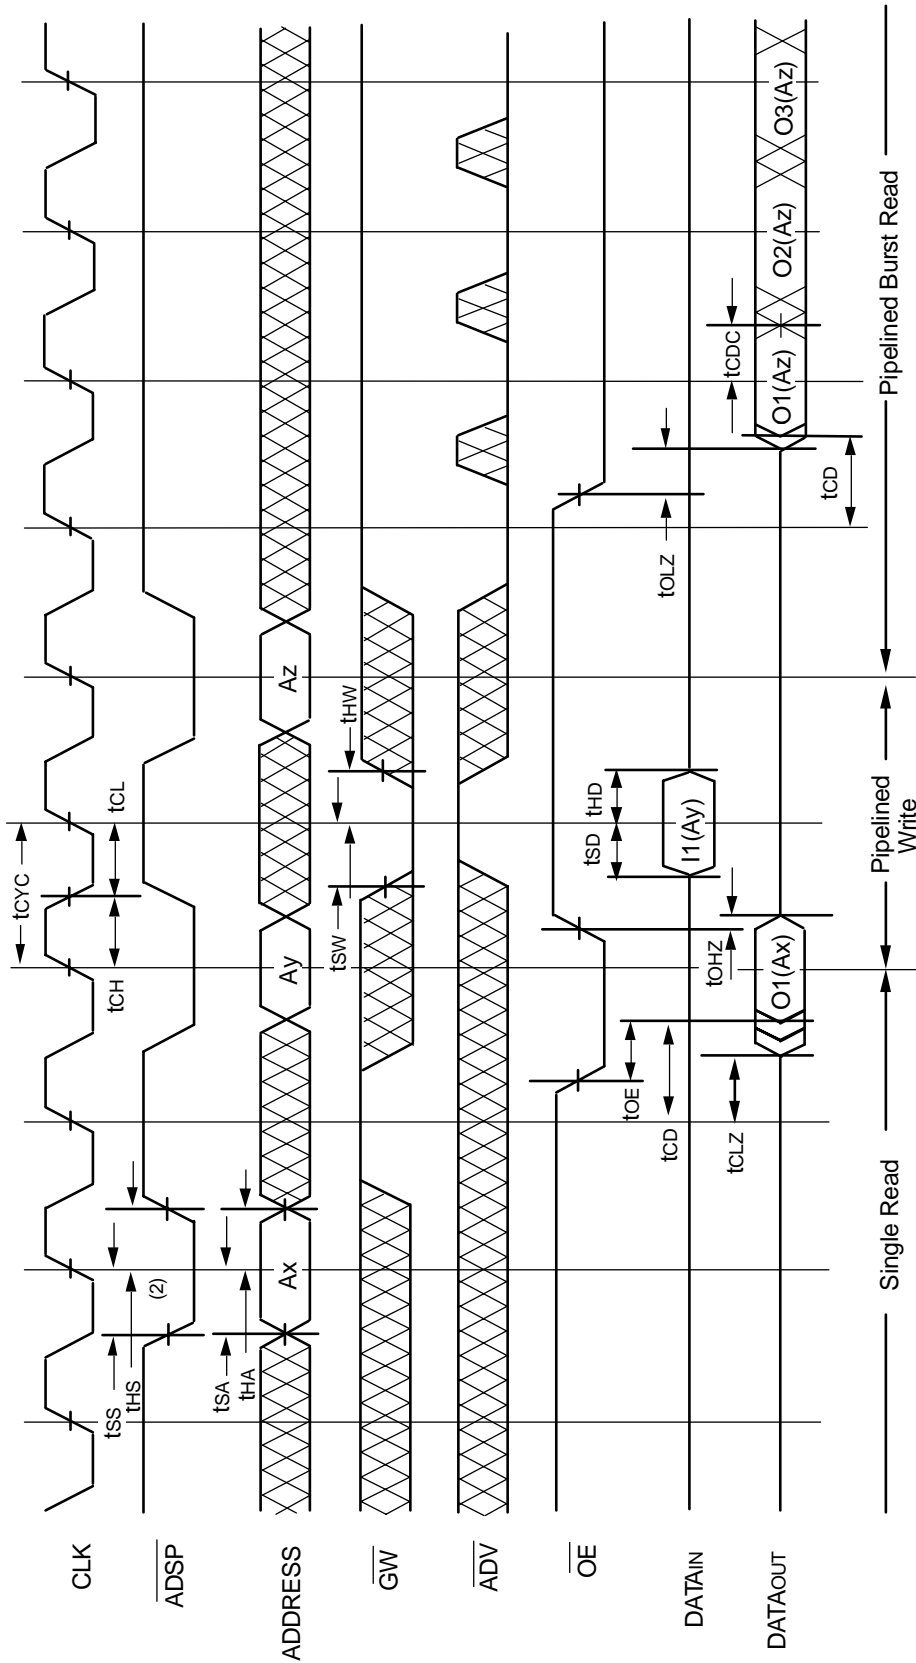 CLK
ADSP
ADDRESS
GW
ADV
OE
DATAIN
DATAOUT
tCYC
tCH
tCL
tSS
tHS
(2)
tSA
tHA
Ax
Ay
Az
tSW
tHW
tOE
tOHZ
tOLZ
tSD
tHD
I1(Ay)
tCD
tCLZ
tCDC
tCD
O1(Ax)
O1(Az)
O2(Az)
O3(Az)
Single Read
Pipelined
Write
Pipelined Burst Read